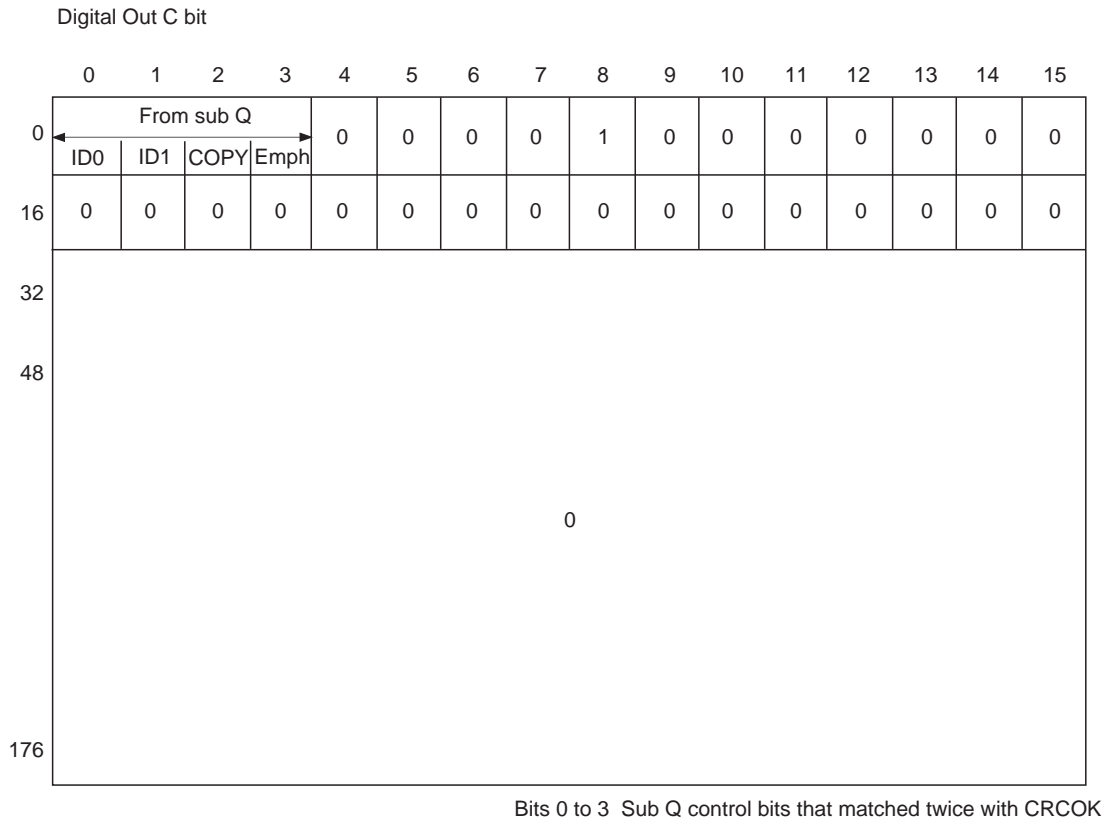 Digital Out C bit
0 1 2 3 4 5 6 7 8 9 10 11 12 13 14 15
From sub Q
0 0 0 0 0 1 0 0 0 0 0 0 0
ID0 ID1 COPY Emph
16 0 0 0 0 0 0 0 0 0 0 0 0 0 0 0 0
32
48
0
176
Bits 0 to 3 Sub Q control bits that matched twice with CRCOK